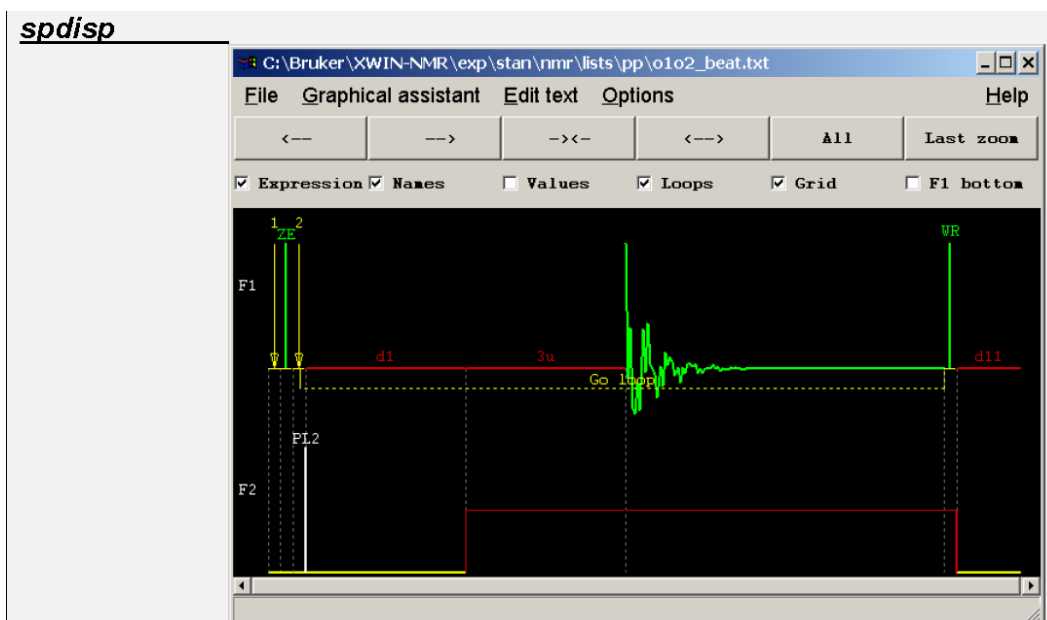 spdisp
C:\Bruker\XWIN-NMR\exp\stan\nmr\lists\pp\o1o2_beat.txt
File Graphical assistant Edit text Options Help
<-- --> -><- <--> All Last zoom
Expression Names Values Loops Grid F1 bottom
1 ZE 2 WR
F1
d1 3u d11
Go loop
PL2
F2